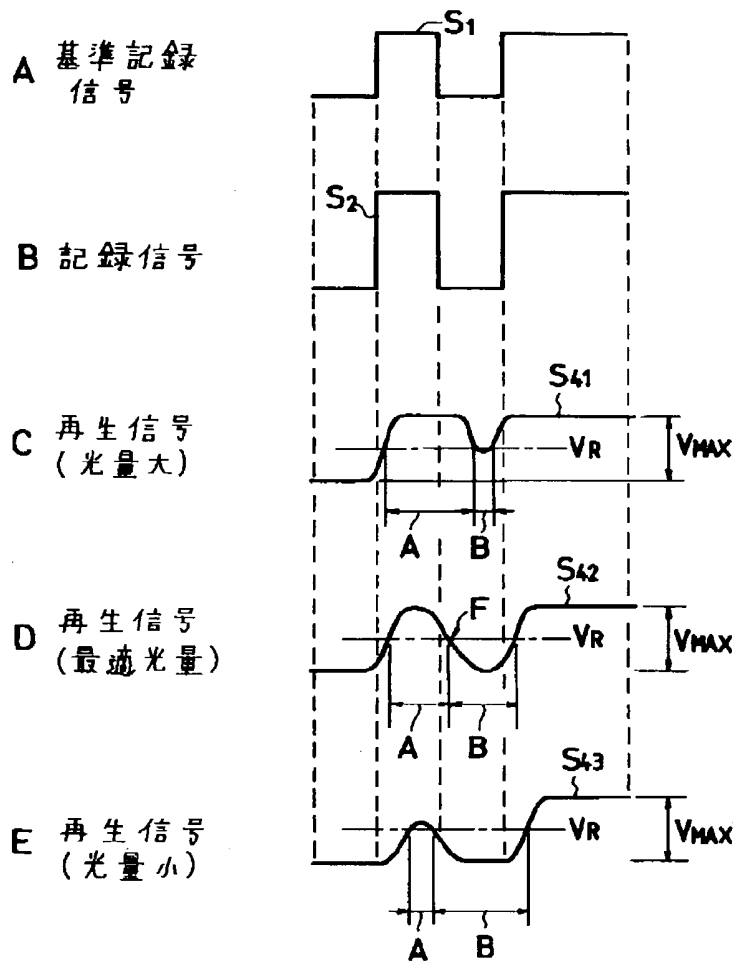 S1
A 基準記録
信号
S2
B 記録信号
S41
C 再生信号
(光量大)
VR
VMAX
A B
S42
F
D 再生信号
(最適光量)
VR
VMAX
A B
S43
E 再生信号
(光量小)
VR
VMAX
A B